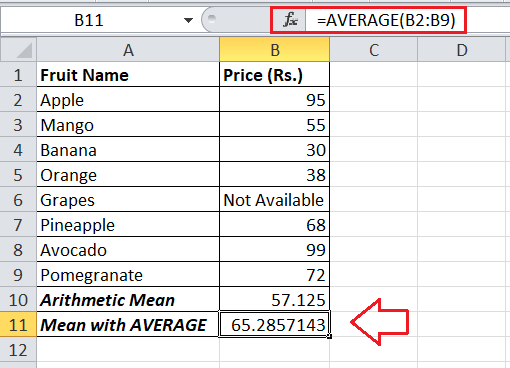 B11 fx =AVERAGE(B2:B9)
A B C D
1 Fruit Name Price (Rs.)
2 Apple 95
3 Mango 55
4 Banana 30
5 Orange 38
6 Grapes Not Available
7 Pineapple 68
8 Avocado 99
9 Pomegranate 72
10 Arithmetic Mean 57.125
11 Mean with AVERAGE 65.2857143
12